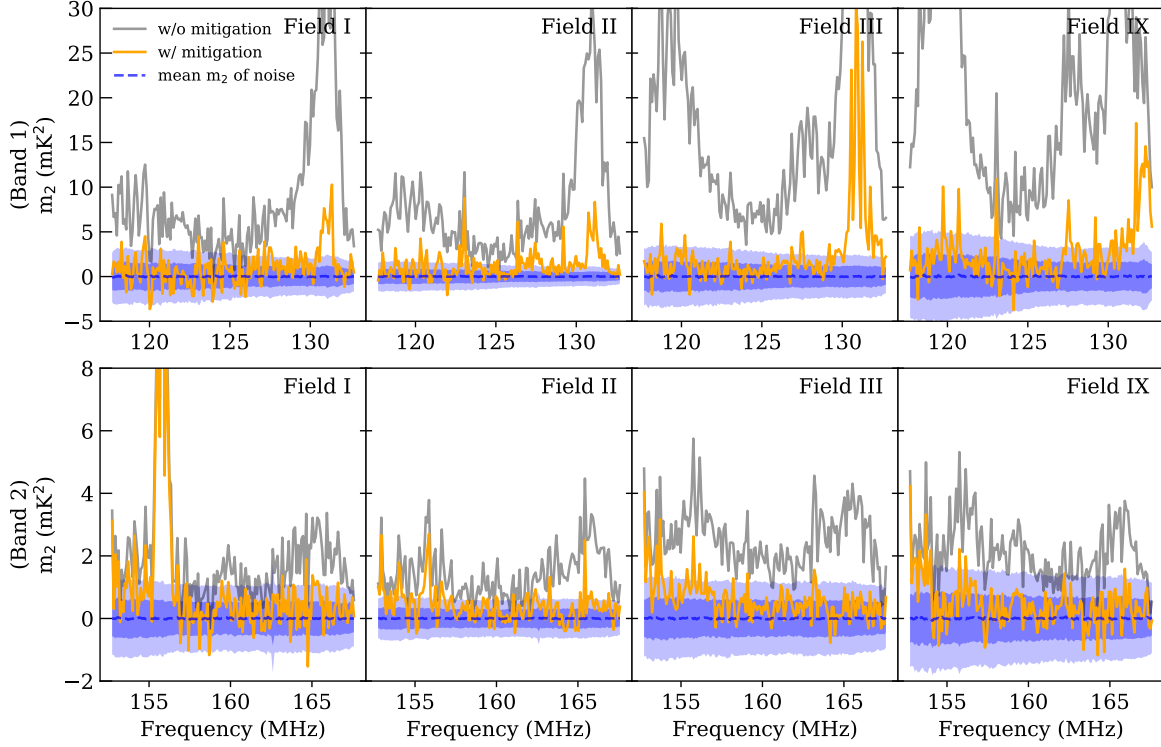 30
25
20
15
10
5
0
−5
(Band 1)
m₂ (mK²)
w/o mitigation
w/ mitigation
mean m₂ of noise
Field I
Field II
Field III
Field IX
120 125 130
120 125 130
120 125 130
120 125 130
8
6
4
2
0
−2
(Band 2)
m₂ (mK²)
Field I
Field II
Field III
Field IX
155 160 165
155 160 165
155 160 165
155 160 165
Frequency (MHz)
Frequency (MHz)
Frequency (MHz)
Frequency (MHz)